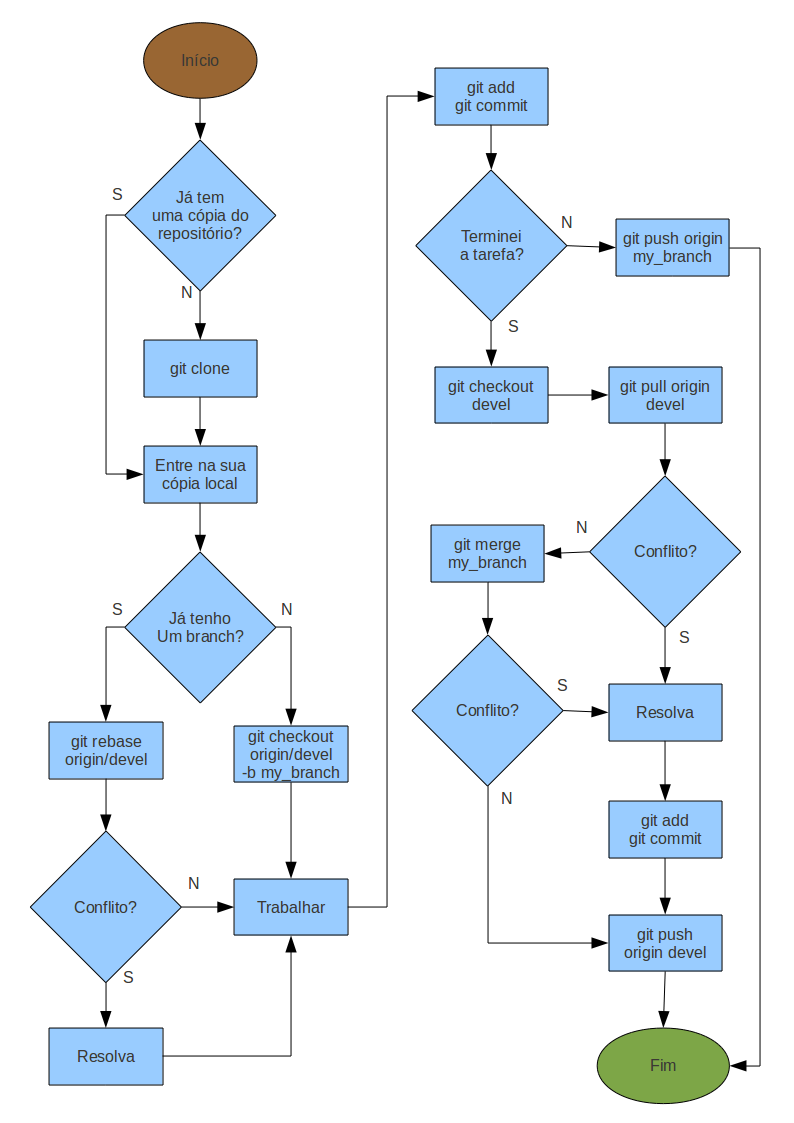 Início
Já tem
uma cópia do
repositório?
S
N
git clone
Entre na sua
cópia local
Já tenho
Um branch?
S
N
git rebase
origin/devel
git checkout
origin/devel
-b my_branch
Conflito?
N
S
Trabalhar
Resolva
git add
git commit
Terminei
a tarefa?
N
git push origin
my_branch
S
git checkout
devel
git pull origin
devel
Conflito?
N
git merge
my_branch
S
Conflito?
S
Resolva
N
git add
git commit
git push
origin devel
Fim